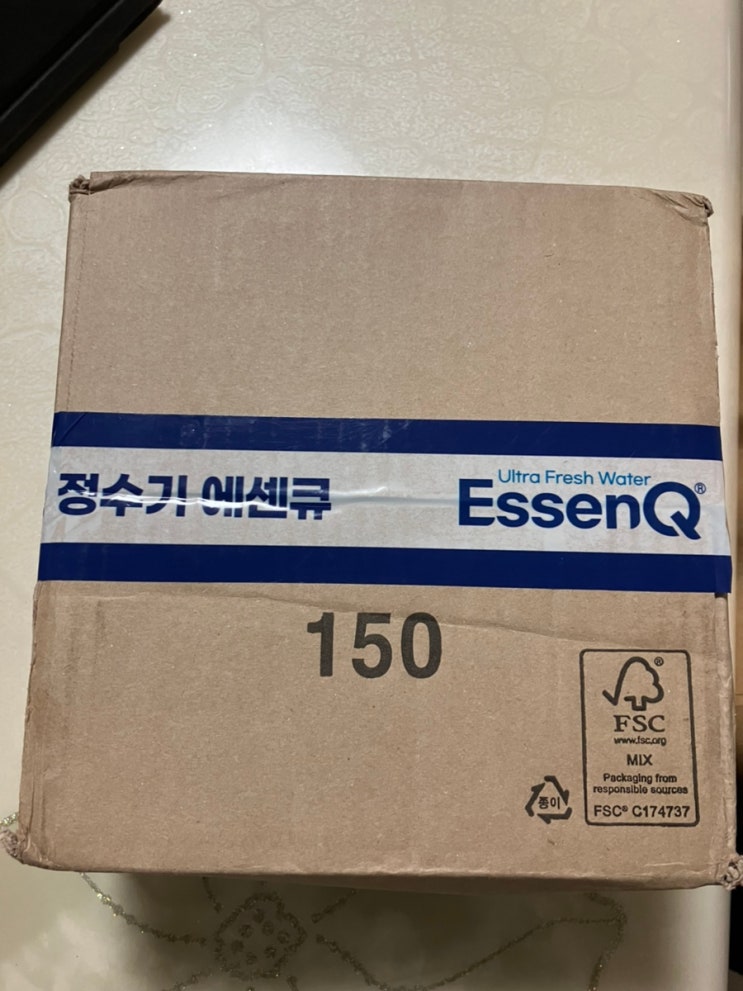 정수기 에센큐
Ultra Fresh Water
EssenQ®
150
®
FSC
www.fsc.org
MIX
Packaging from
responsible sources
FSC® C174737
종이